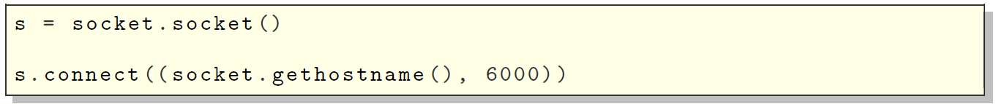 s = socket.socket()
s.connect((socket.gethostname(), 6000))